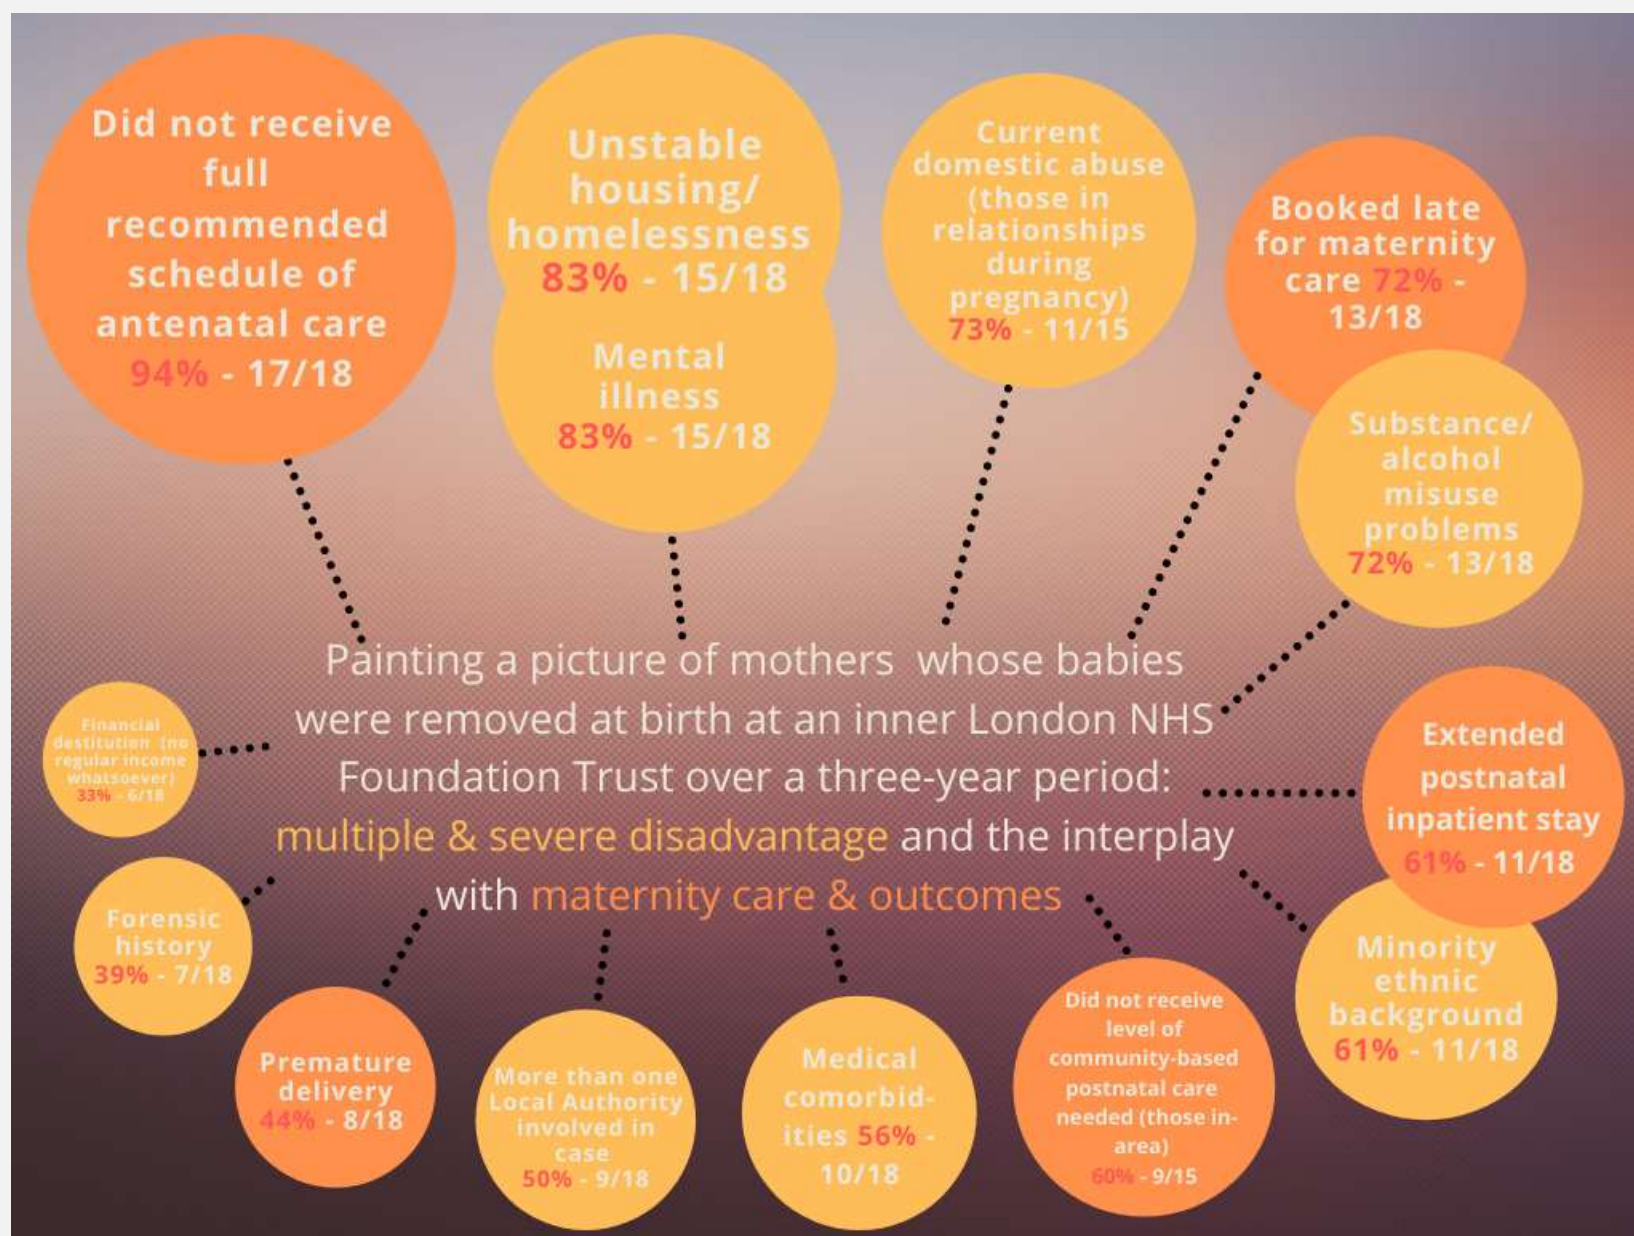 Did not receive
full
recommended
schedule of
antenatal care
94% - 17/18
Unstable
housing/
homelessness
83% - 15/18
Mental
illness
83% - 15/18
Current
domestic abuse
(those in
relationships
during
pregnancy)
73% - 11/15
Booked late
for maternity
care 72% -
13/18
Substance/
alcohol
misuse
problems
72% - 13/18
Painting a picture of mothers whose babies
were removed at birth at an inner London NHS
Foundation Trust over a three-year period:
multiple & severe disadvantage and the interplay
with maternity care & outcomes
Financial
destitution (no
regular income
whatsoever)
33% - 6/18
Extended
postnatal
inpatient stay
61% - 11/18
Forensic
history
39% - 7/18
Minority
ethnic
background
61% - 11/18
Premature
delivery
44% - 8/18
More than one
Local Authority
involved in
case
50% - 9/18
Medical
comorbid-
ities 56% -
10/18
Did not receive
level of
community-based
postnatal care
needed (those in-
area)
60% - 9/15